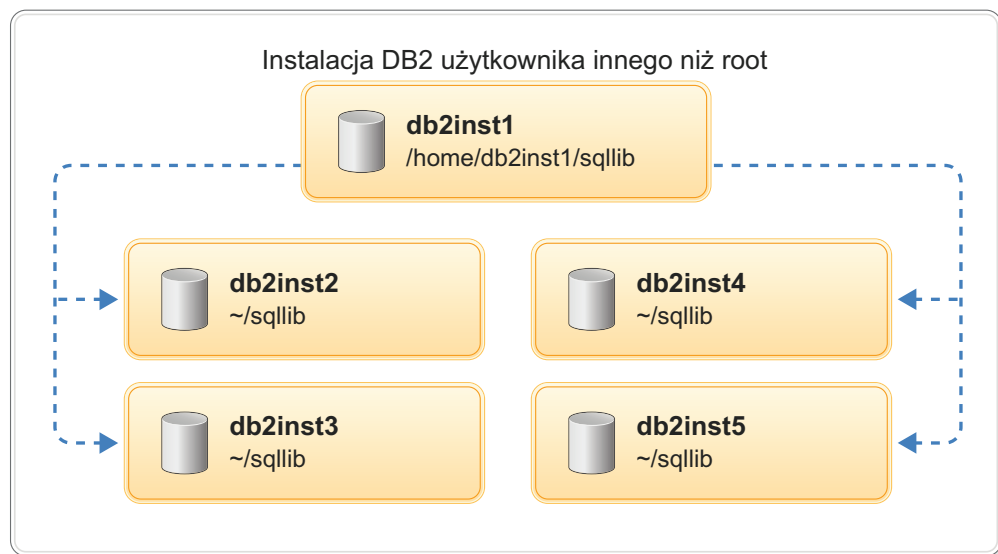 Instalacja DB2 użytkownika innego niż root
db2inst1
/home/db2inst1/sqllib
db2inst2
~/sqllib
db2inst4
~/sqllib
db2inst3
~/sqllib
db2inst5
~/sqllib